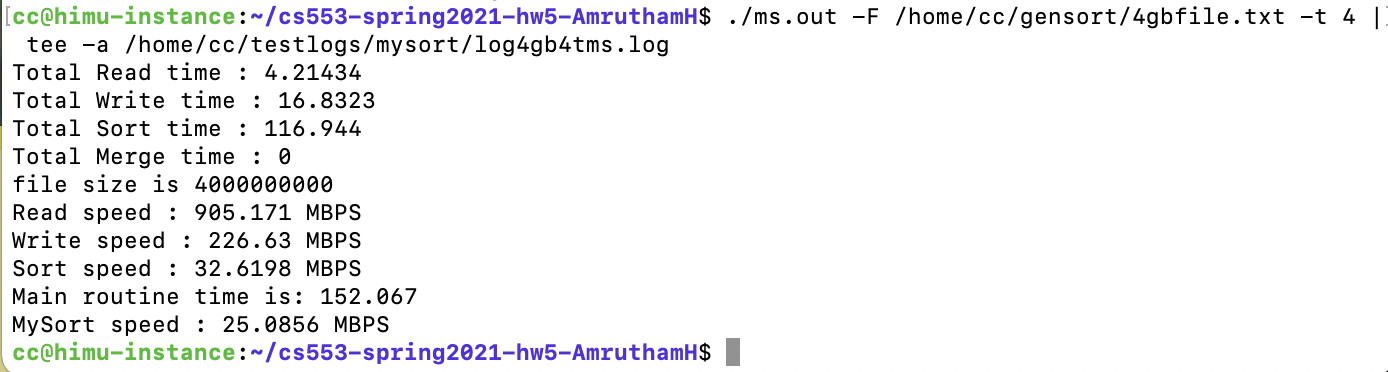 [cc@himu-instance:~/cs553-spring2021-hw5-AmruthamH$ ./ms.out -F /home/cc/gensort/4gbfile.txt -t 4 |]
tee -a /home/cc/testlogs/mysort/log4gb4tms.log
Total Read time : 4.21434
Total Write time : 16.8323
Total Sort time : 116.944
Total Merge time : 0
file size is 4000000000
Read speed : 905.171 MBPS
Write speed : 226.63 MBPS
Sort speed : 32.6198 MBPS
Main routine time is: 152.067
MySort speed : 25.0856 MBPS
cc@himu-instance:~/cs553-spring2021-hw5-AmruthamH$